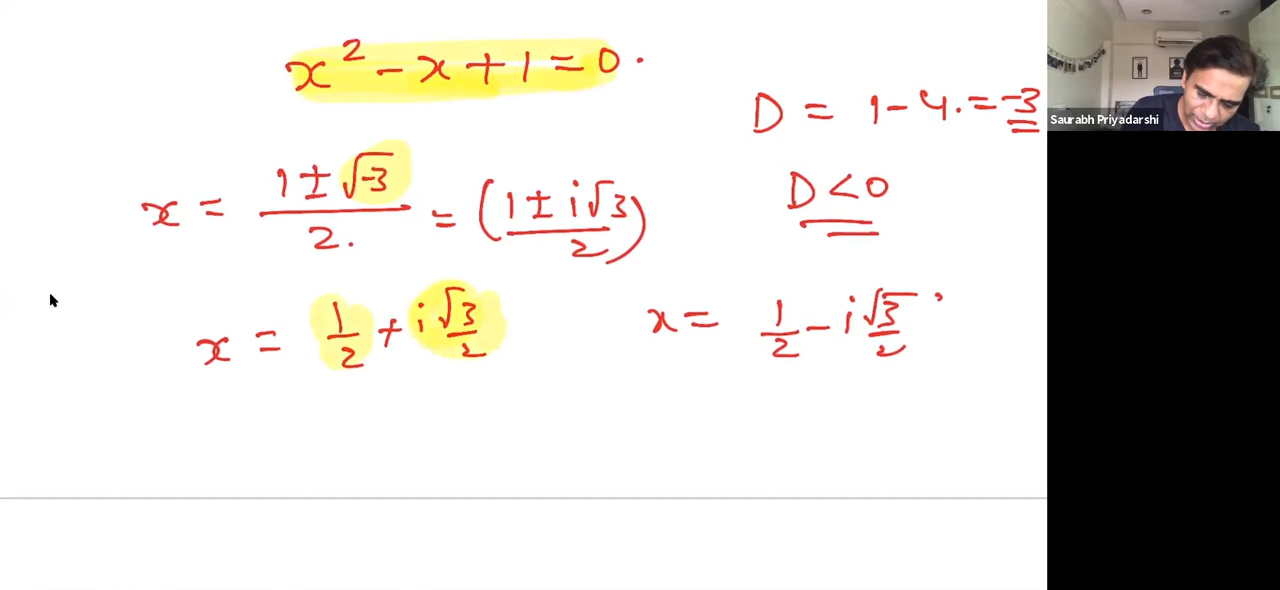 x² - x + 1 = 0.
D = 1 - 4. = -3
Saurabh Priyadarshi
x = (1 ± √-3)/2. = ((1 ± i√3)/2)
D < 0
x = 1/2 + i √3/2
x = 1/2 - i √3/2,